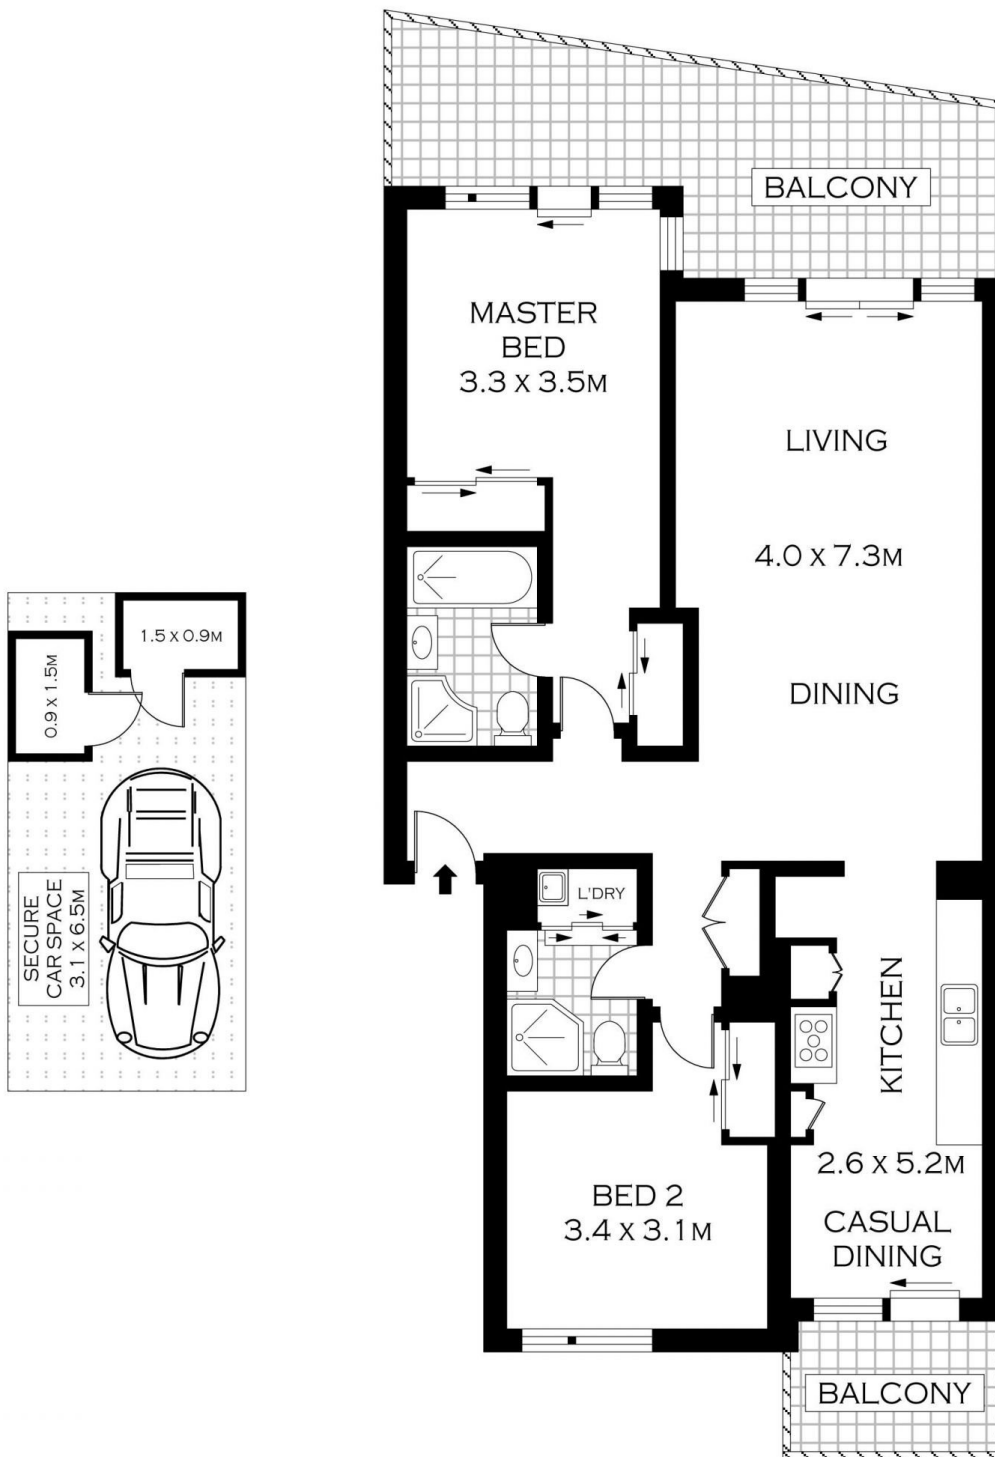 BALCONY
MASTER
BED
3.3 X 3.5M
LIVING
4.0 X 7.3M
DINING
1.5 X 0.9M
0.9 X 1.5M
SECURE
CAR SPACE
3.1 X 6.5M
L'DRY
KITCHEN
2.6 X 5.2M
CASUAL
DINING
BED 2
3.4 X 3.1M
BALCONY